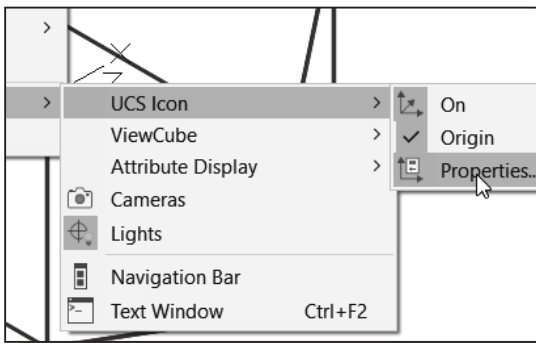 UCS Icon
ViewCube
Attribute Display
Cameras
Lights
Navigation Bar
Text Window Ctrl+F2
On
Origin
Properties...